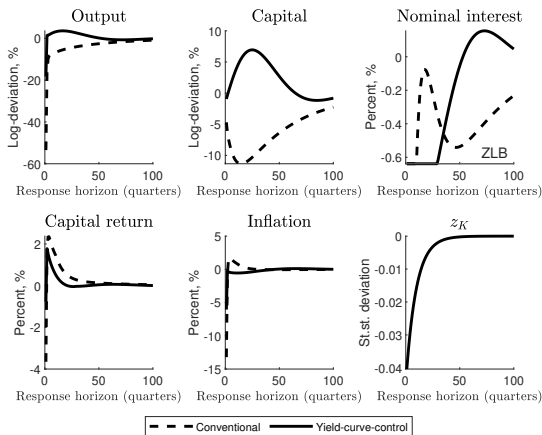 Output
Capital
Nominal interest
Log-deviation, %
0
-20
-40
-60
0
50
100
Response horizon (quarters)
Log-deviation, %
5
0
-5
-10
0
50
100
Response horizon (quarters)
Percent, %
0
-0.2
-0.4
-0.6
ZLB
0
50
100
Response horizon (quarters)
Capital return
Inflation
z_K
Percent, %
2
0
-2
-4
0
50
100
Response horizon (quarters)
Percent, %
5
0
-5
-10
-15
0
50
100
Response horizon (quarters)
St.st. deviation
0
-0.01
-0.02
-0.03
-0.04
0
50
100
Response horizon (quarters)
Conventional
Yield-curve-control